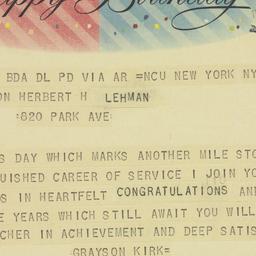 BDA DL PD VIA AR =NCU NEW YORK NY
ON HERBERT H LEHMAN
:820 PARK AVE:
S DAY WHICH MARKS ANOTHER MILE STO
UISHED CAREER OF SERVICE I JOIN YO
S IN HEARTFELT CONGRATULATIONS AN
E YEARS WHICH STILL AWAIT YOU WILL
CHER IN ACHIEVEMENT AND DEEP SATIS
GRAYSON KIRK=